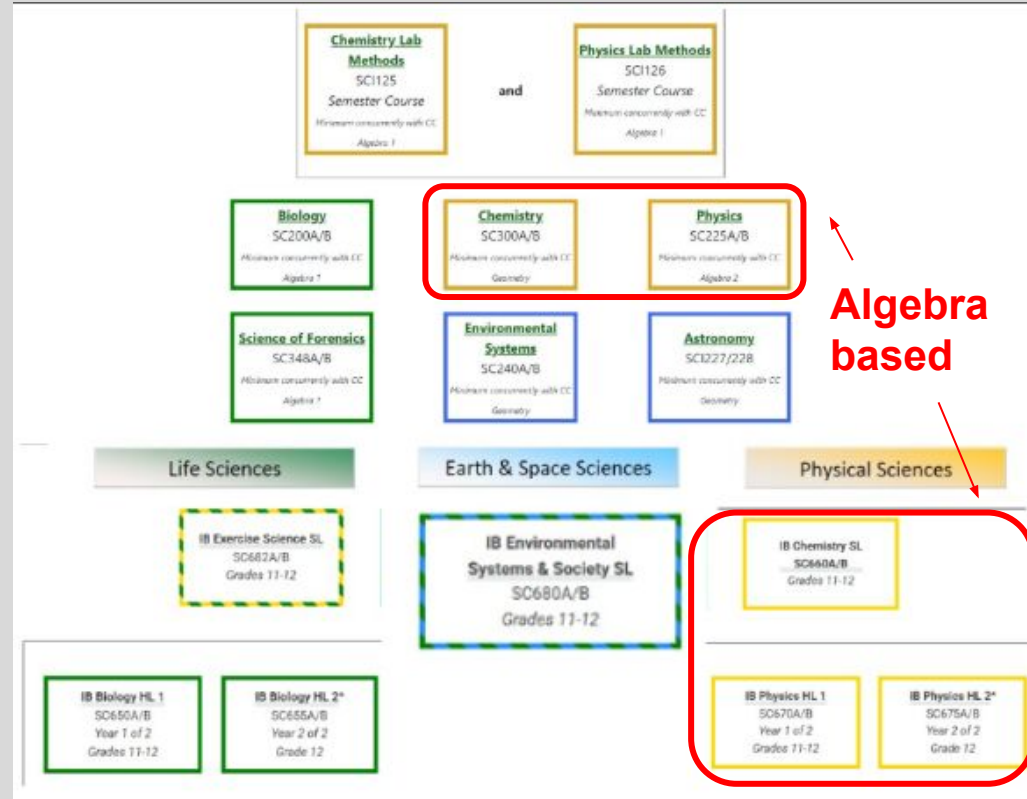 Chemistry Lab
Methods
SCI125
Semester Course
Minimum concurrently with CC
Algebra 1
and
Physics Lab Methods
SCI126
Semester Course
Minimum concurrently with CC
Algebra 1
Biology
SC200A/B
Minimum concurrently with CC
Algebra 1
Chemistry
SC300A/B
Minimum concurrently with CC
Geometry
Physics
SC225A/B
Minimum concurrently with CC
Algebra 2
Algebra
based
Science of Forensics
SC348A/B
Minimum concurrently with CC
Algebra 1
Environmental
Systems
SC240A/B
Minimum concurrently with CC
Geometry
Astronomy
SCI227/228
Minimum concurrently with CC
Geometry
Life Sciences
Earth & Space Sciences
Physical Sciences
IB Exercise Science SL
SC682A/B
Grades 11-12
IB Environmental
Systems & Society SL
SC680A/B
Grades 11-12
IB Chemistry SL
SC660A/B
Grades 11-12
IB Biology HL 1
SC650A/B
Year 1 of 2
Grades 11-12
IB Biology HL 2*
SC655A/B
Year 2 of 2
Grade 12
IB Physics HL 1
SC670A/B
Year 1 of 2
Grades 11-12
IB Physics HL 2*
SC675A/B
Year 2 of 2
Grade 12